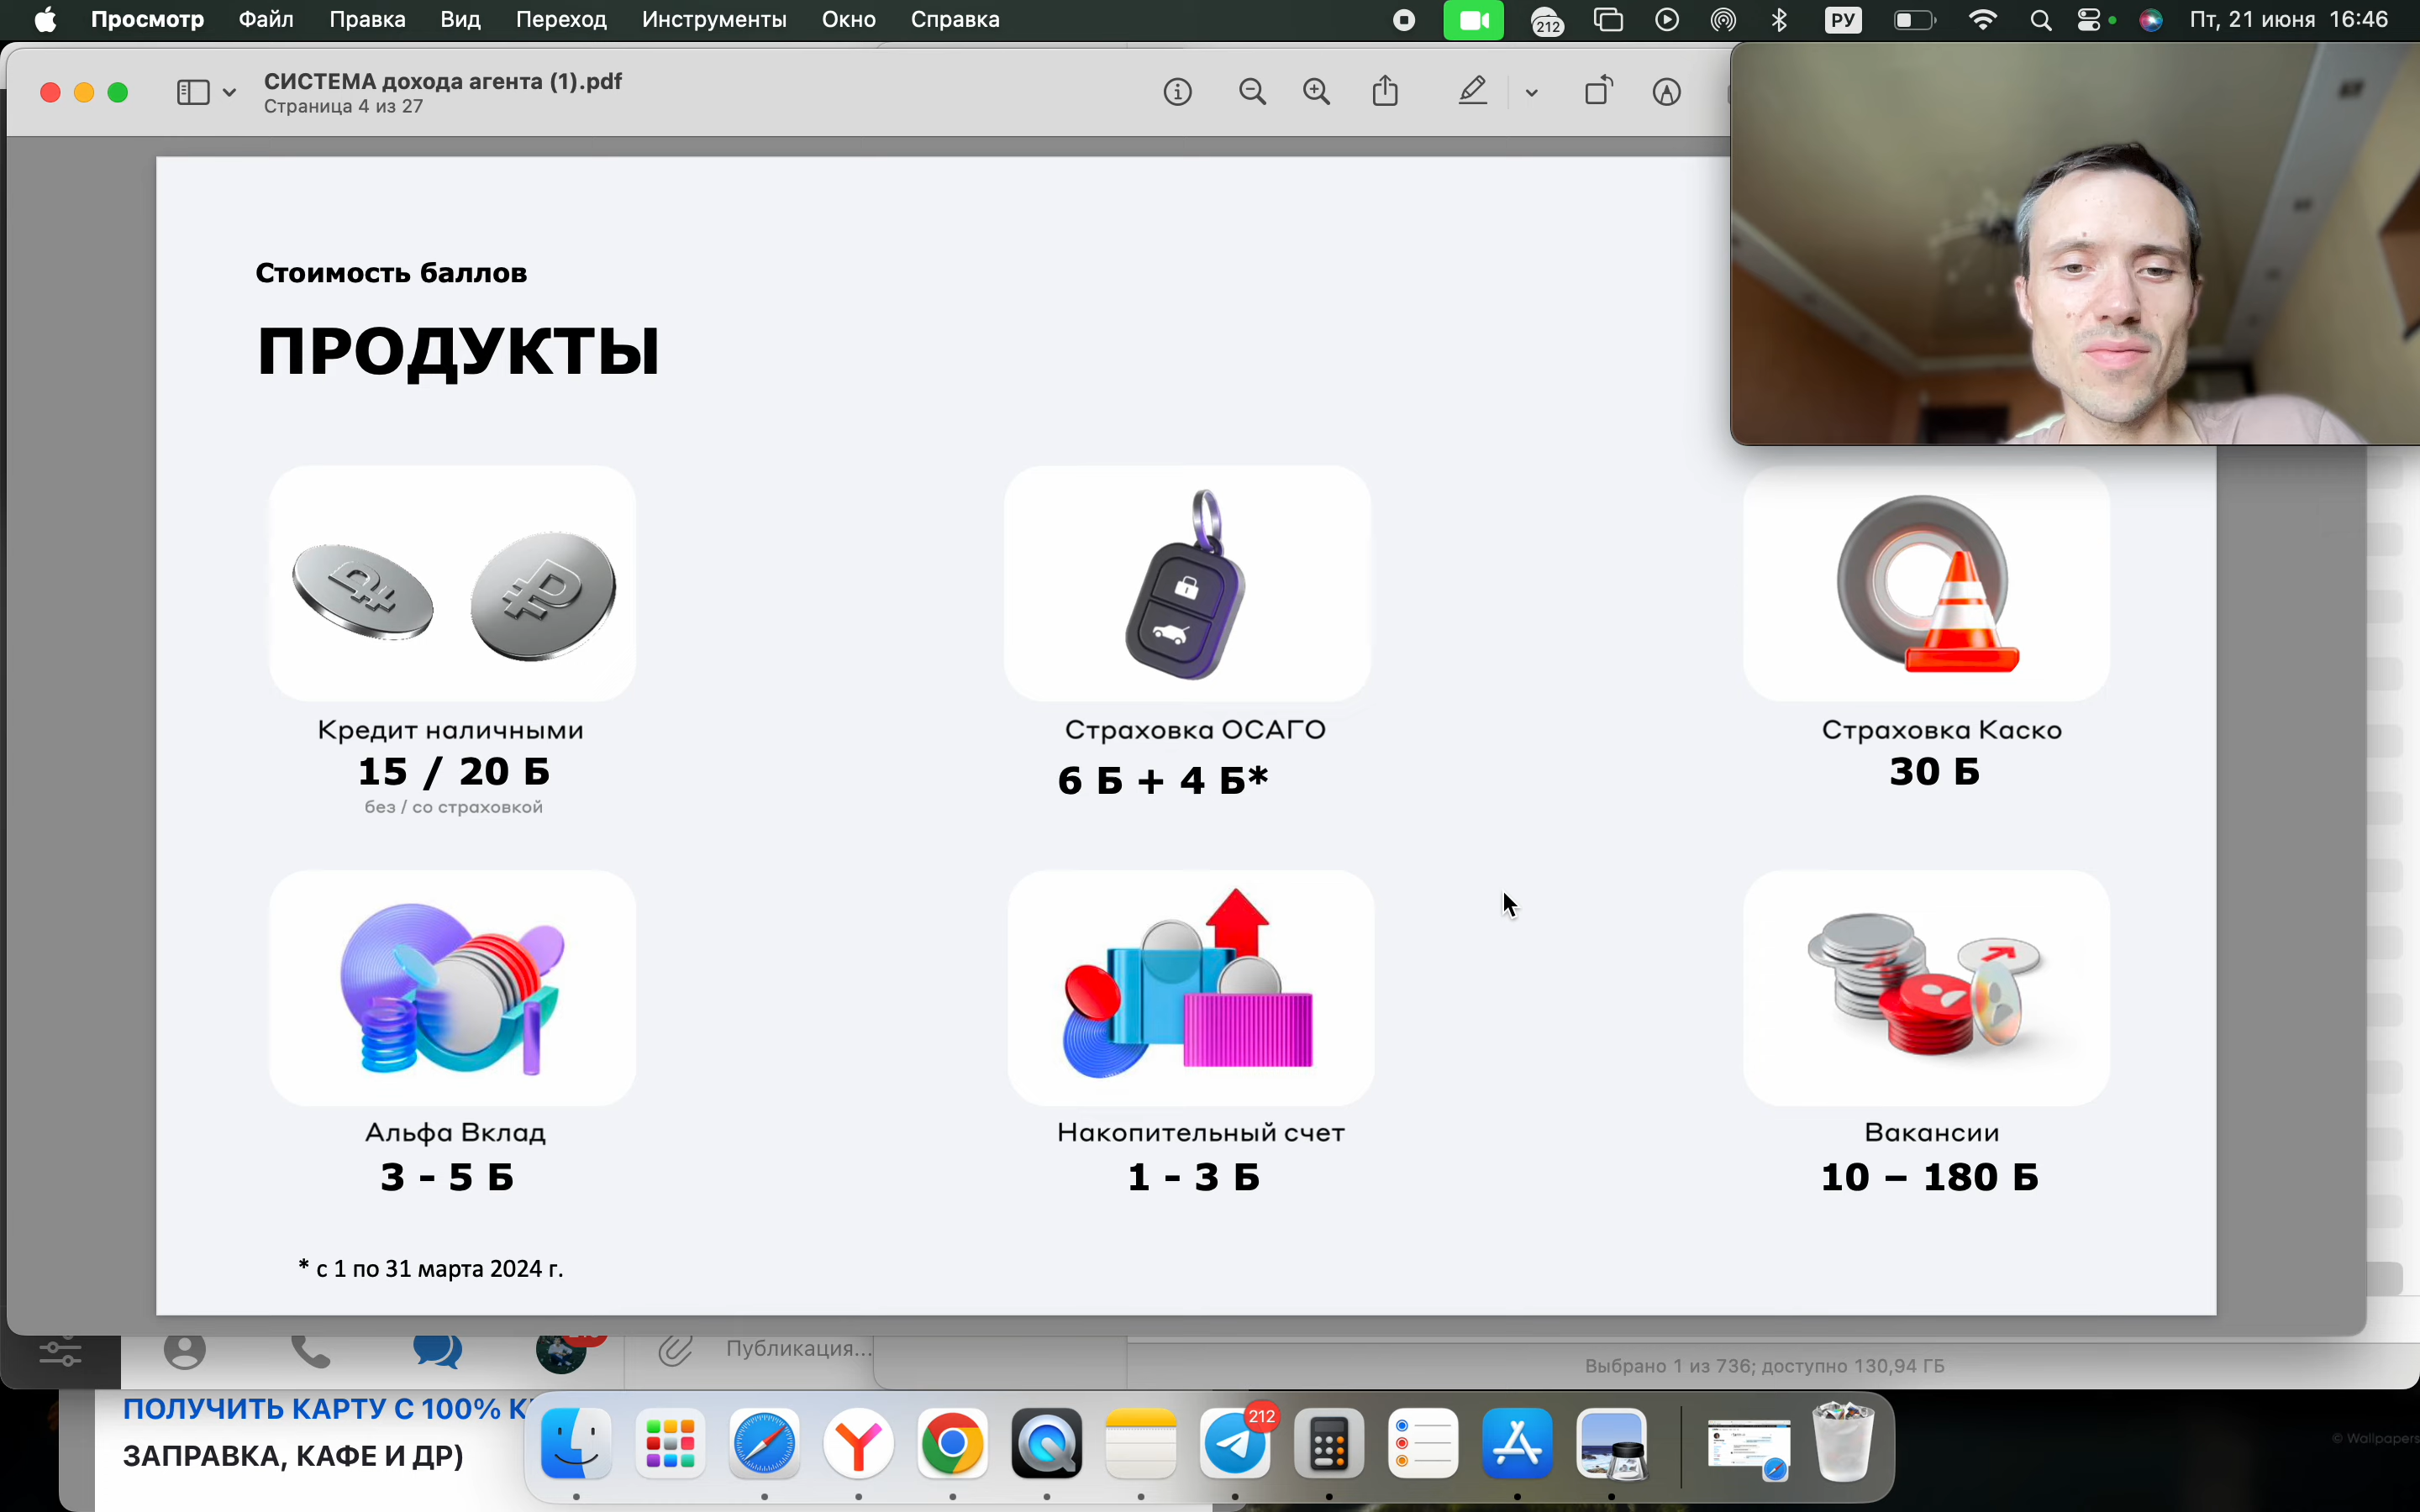 Просмотр Файл Правка Вид Переход Инструменты Окно Справка 212 РУ Пт, 21 июня 16:46
СИСТЕМА дохода агента (1).pdf
Страница 4 из 27
Стоимость баллов
ПРОДУКТЫ
Кредит наличными
15 / 20 Б
без / со страховкой
Страховка ОСАГО
6 Б + 4 Б*
Страховка Каско
30 Б
Альфа Вклад
3 - 5 Б
Накопительный счет
1 - 3 Б
Вакансии
10 – 180 Б
* с 1 по 31 марта 2024 г.
Публикация...
Выбрано 1 из 736; доступно 130,94 ГБ
ПОЛУЧИТЬ КАРТУ С 100%
ЗАПРАВКА, КАФЕ И ДР)
212
© Wallpapers